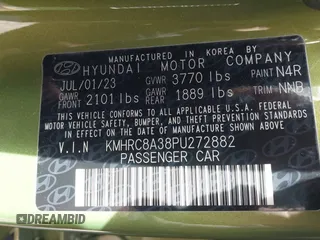 MANUFACTURED IN KOREA BY
HYUNDAI MOTOR COMPANY
JUL/01/23 GVWR 3770 lbs PAINT N4R
GAWR FRT 2101 lbs GAWR RR 1889 lbs TRIM NNB
THIS VEHICLE CONFORMS TO ALL APPLICABLE
U.S. FEDERAL MOTOR VEHICLE SAFETY,
BUMPER, AND THEFT PREVENTION STANDARDS
IN EFFECT ON THE DATE OF MANUFACTURE
SHOWN ABOVE.
V.I.N KMHRC8A38PU272882
PASSENGER CAR
DREAMBID